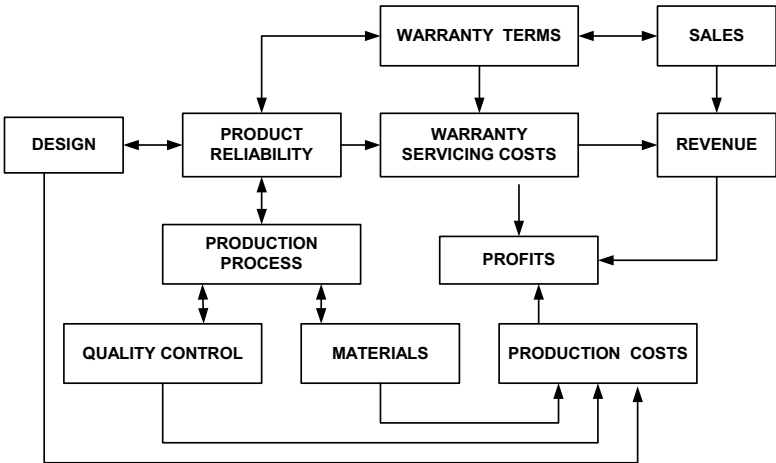 WARRANTY TERMS
SALES
DESIGN
PRODUCT
RELIABILITY
WARRANTY
SERVICING COSTS
REVENUE
PRODUCTION
PROCESS
PROFITS
QUALITY CONTROL
MATERIALS
PRODUCTION COSTS